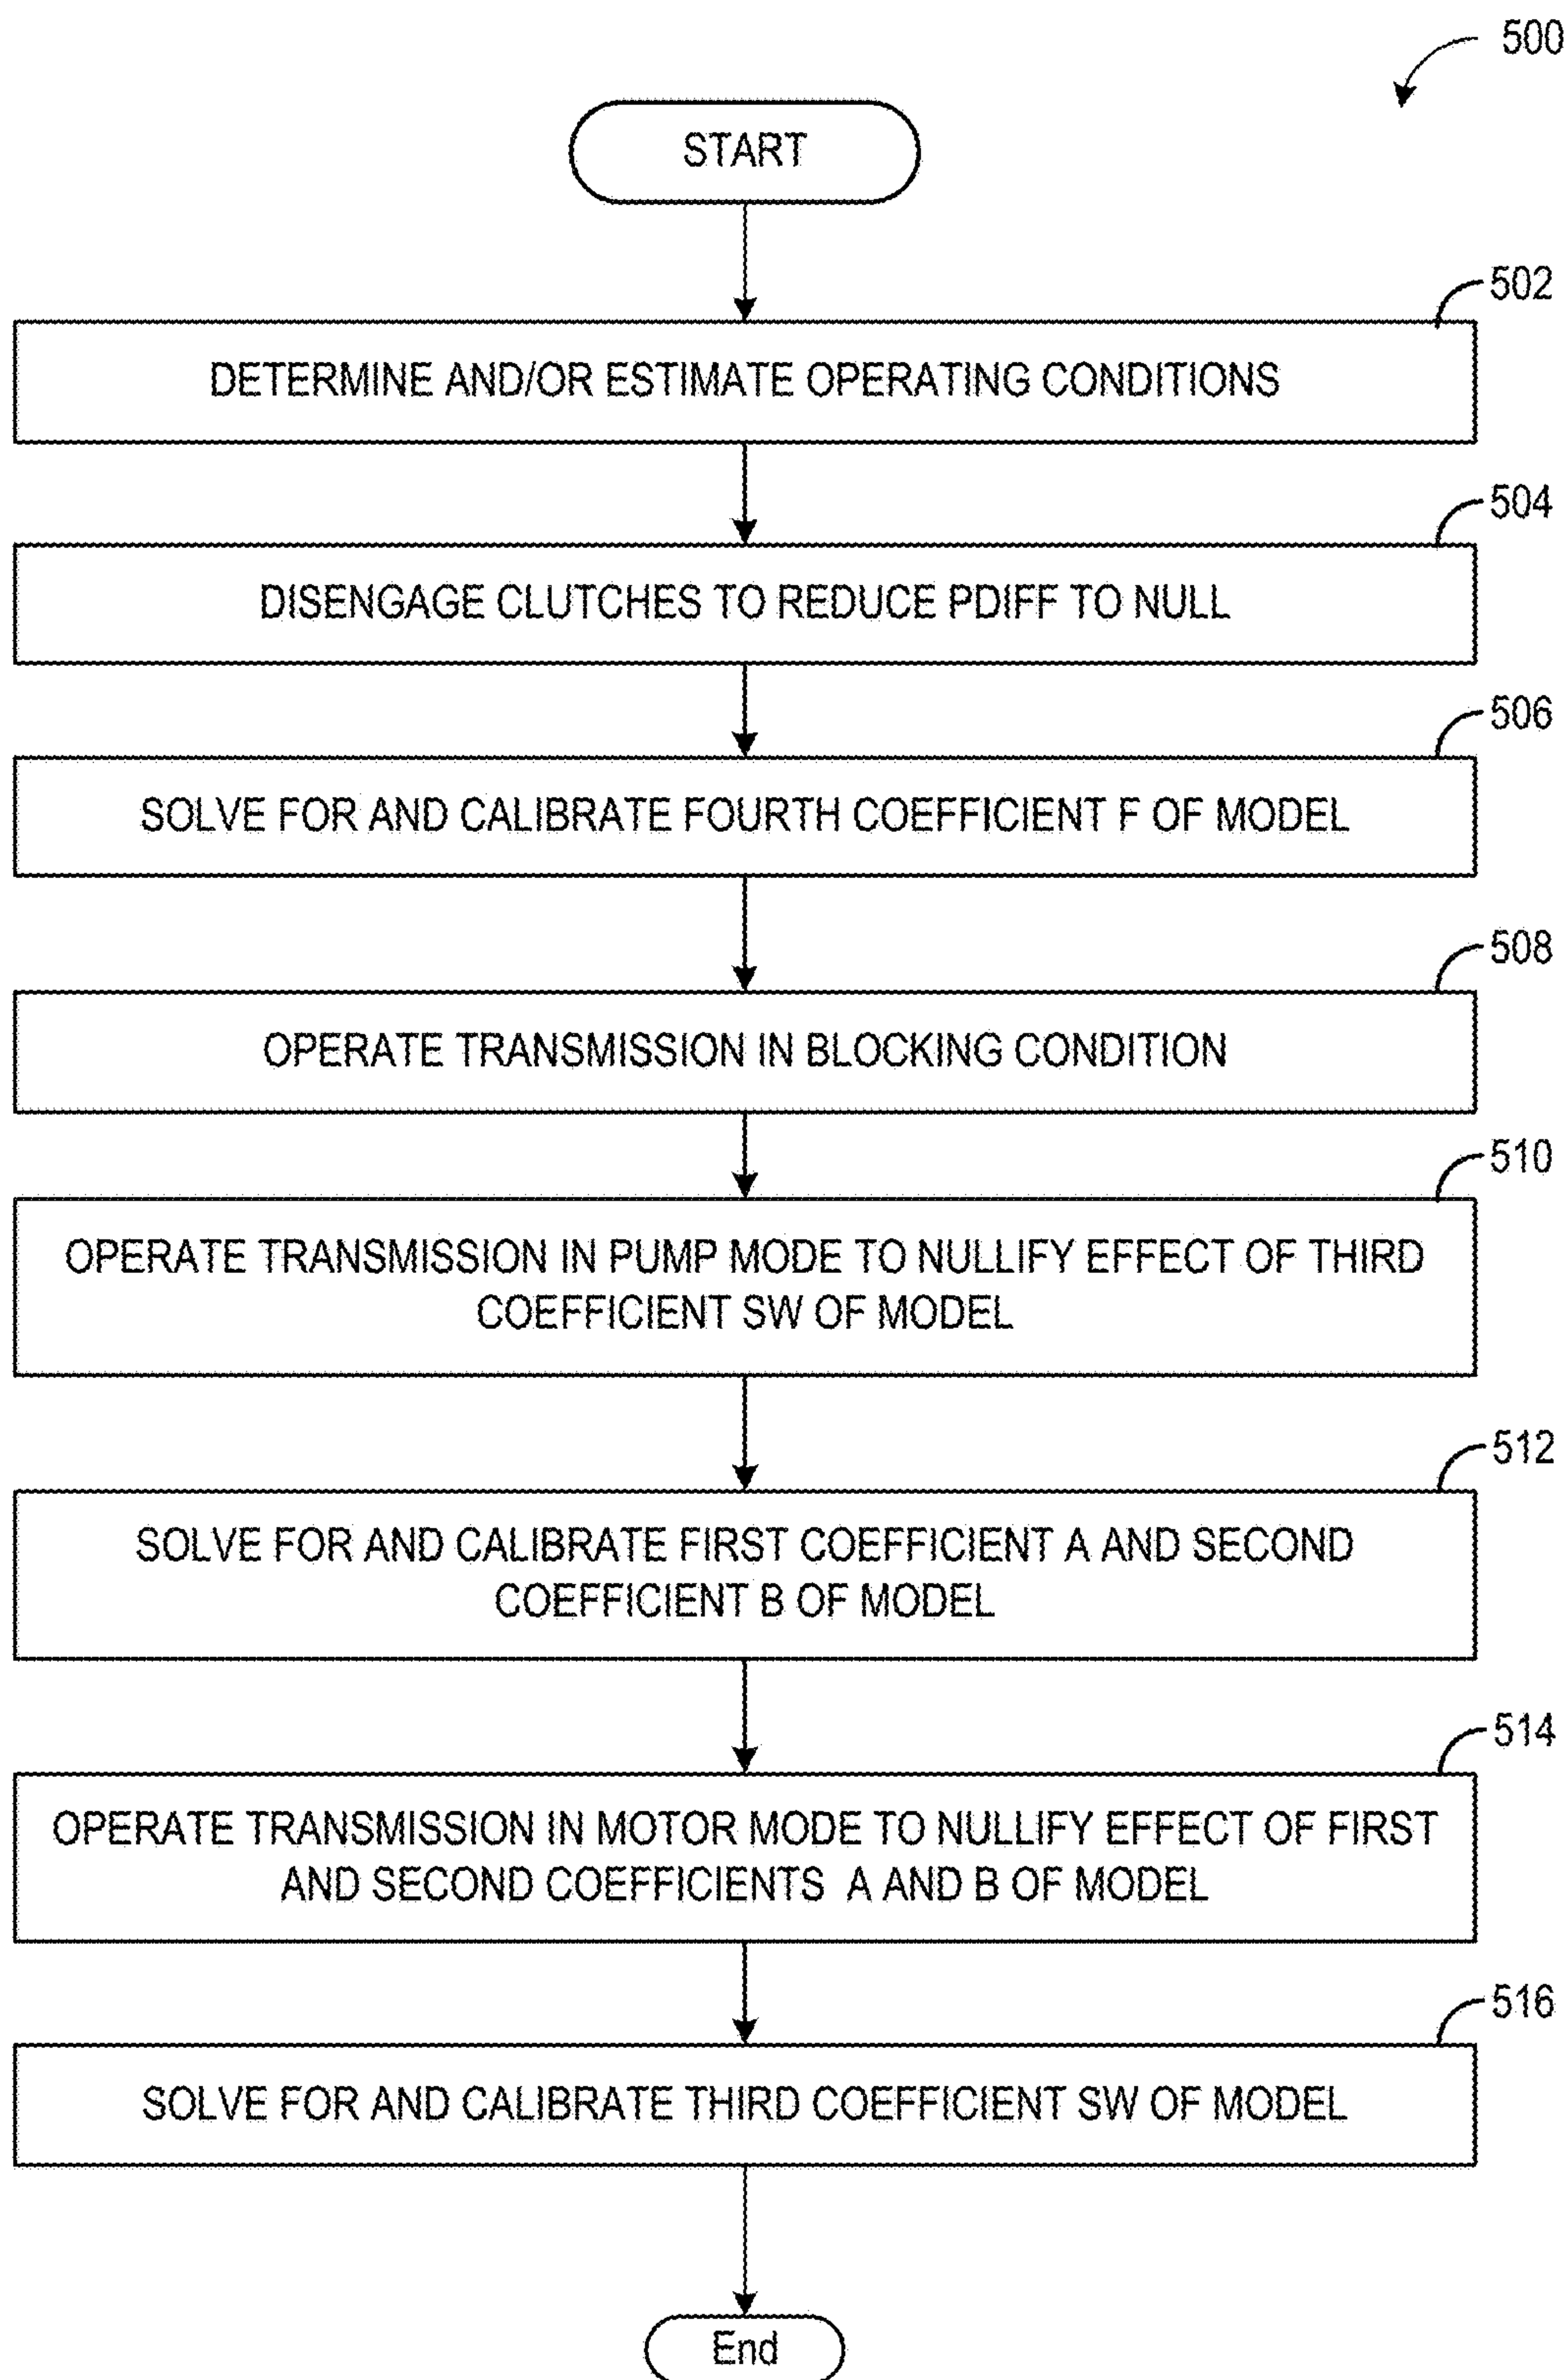 500
START
502
DETERMINE AND/OR ESTIMATE OPERATING CONDITIONS
504
DISENGAGE CLUTCHES TO REDUCE PDIFF TO NULL
506
SOLVE FOR AND CALIBRATE FOURTH COEFFICIENT F OF MODEL
508
OPERATE TRANSMISSION IN BLOCKING CONDITION
510
OPERATE TRANSMISSION IN PUMP MODE TO NULLIFY EFFECT OF THIRD
COEFFICIENT SW OF MODEL
512
SOLVE FOR AND CALIBRATE FIRST COEFFICIENT A AND SECOND
COEFFICIENT B OF MODEL
514
OPERATE TRANSMISSION IN MOTOR MODE TO NULLIFY EFFECT OF FIRST
AND SECOND COEFFICIENTS A AND B OF MODEL
516
SOLVE FOR AND CALIBRATE THIRD COEFFICIENT SW OF MODEL
End